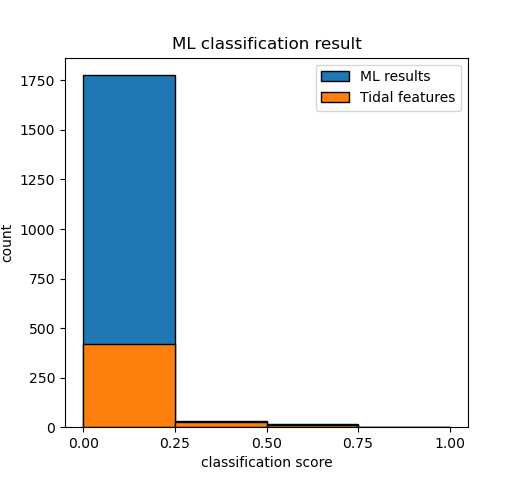 ML classification result
ML results
Tidal features
1750
1500
1250
1000
750
500
250
0
count
0.00 0.25 0.50 0.75 1.00
classification score